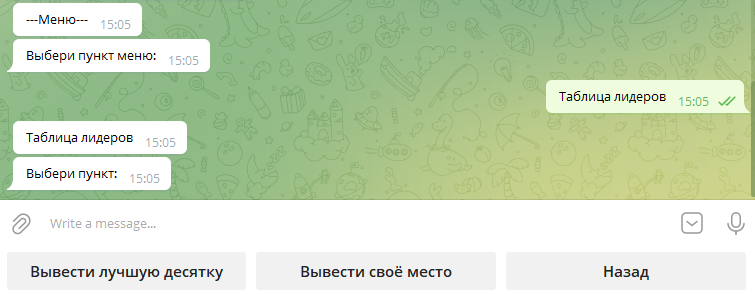 ---Меню--- 15:05
Выбери пункт меню: 15:05
Таблица лидеров 15:05
Таблица лидеров 15:05
Выбери пункт: 15:05
Write a message...
Вывести лучшую десятку Вывести своё место Назад